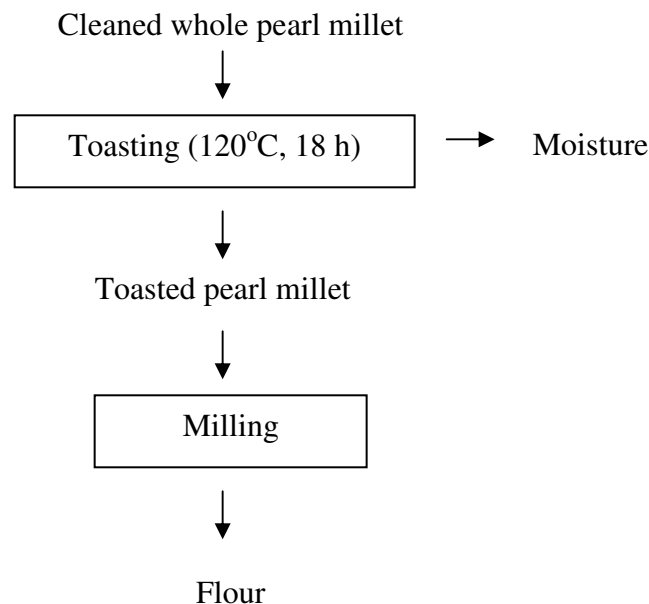 Cleaned whole pearl millet
Toasting (120°C, 18 h)
Moisture
Toasted pearl millet
Milling
Flour